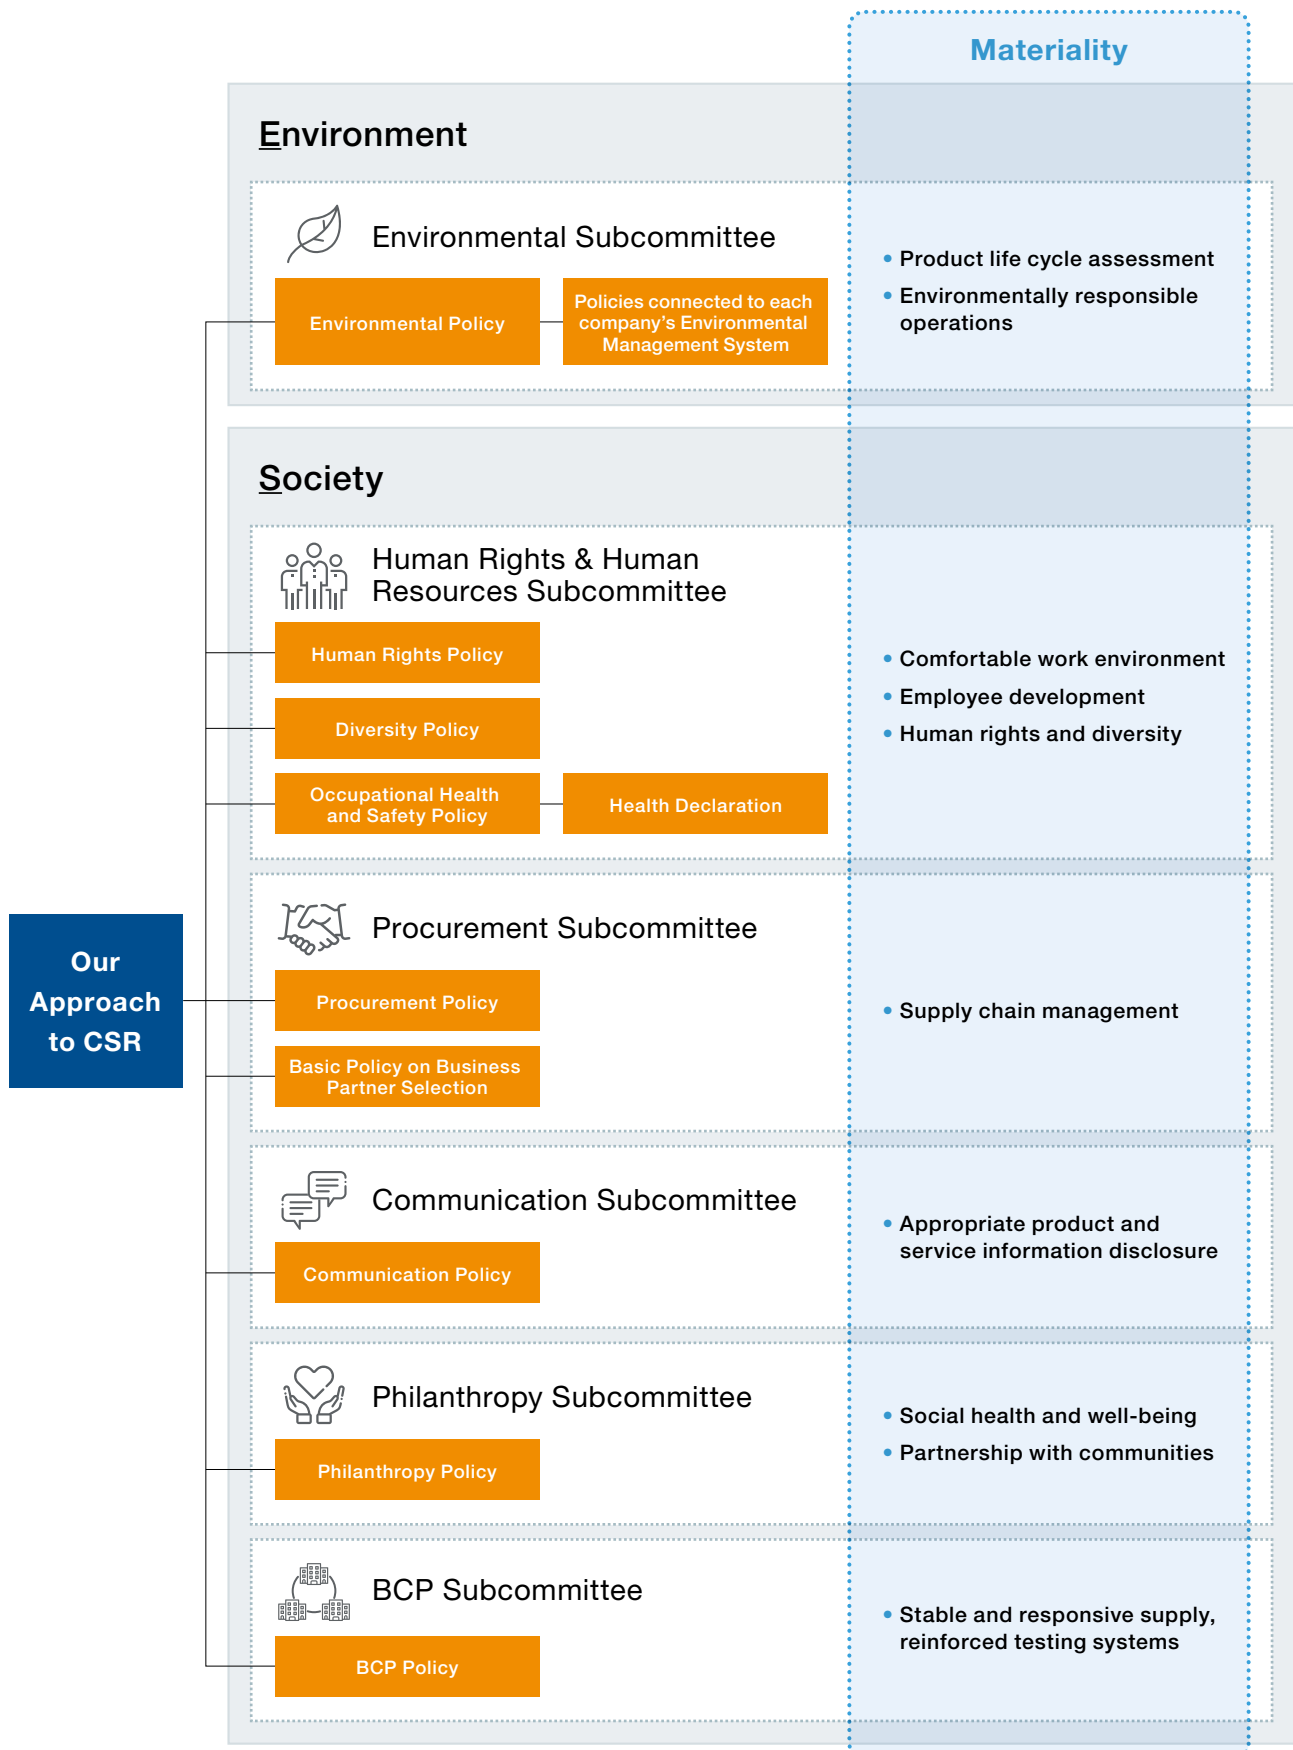 Materiality
Environment
Environmental Subcommittee
Environmental Policy
Policies connected to each
company’s Environmental
Management System
• Product life cycle assessment
• Environmentally responsible
operations
Society
Human Rights & Human
Resources Subcommittee
Human Rights Policy
Diversity Policy
Occupational Health
and Safety Policy
Health Declaration
• Comfortable work environment
• Employee development
• Human rights and diversity
Our
Approach
to CSR
Procurement Subcommittee
Procurement Policy
Basic Policy on Business
Partner Selection
• Supply chain management
Communication Subcommittee
Communication Policy
• Appropriate product and
service information disclosure
Philanthropy Subcommittee
Philanthropy Policy
• Social health and well-being
• Partnership with communities
BCP Subcommittee
BCP Policy
• Stable and responsive supply,
reinforced testing systems